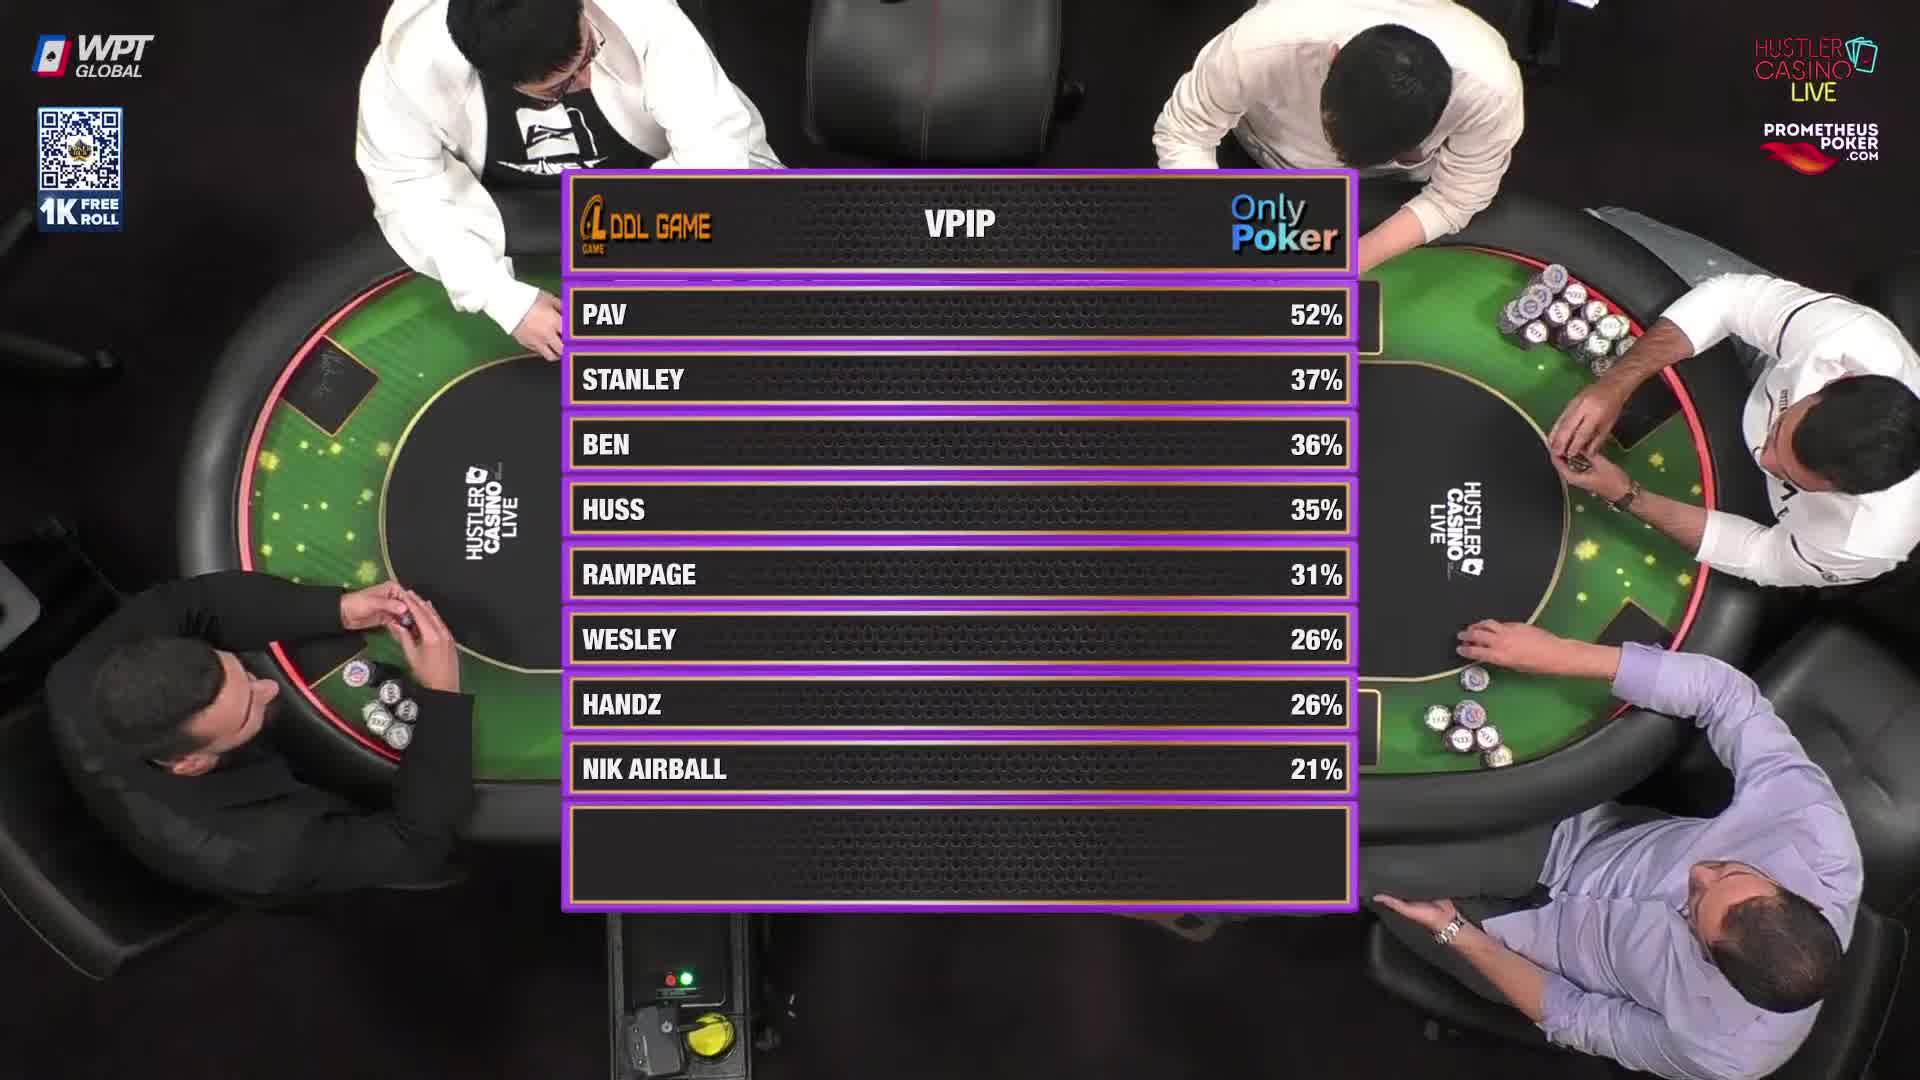 WPT
GLOBAL
1K FREE
ROLL
HUSTLER
CASINO
LIVE
PROMETHEUS
POKER
.COM
DDL GAME
GAME
VPIP
Only
Poker
PAV 52%
STANLEY 37%
BEN 36%
HUSS 35%
RAMPAGE 31%
WESLEY 26%
HANDZ 26%
NIK AIRBALL 21%
HUSTLER
CASINO
LIVE
HUSTLER
CASINO
LIVE